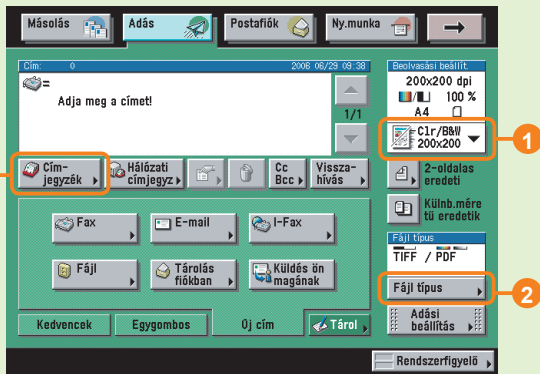 Másolás
Adás
Postafiók
Ny.munka
Cím: 0 2006 06/29 09:38
=
Adja meg a címet!
1/1
Cím-
jegyzék
Hálózati
címjegyz
Cc
Bcc
Vissza-
hívás
Fax
E-mail
I-Fax
Fájl
Tárolás
fiókban
Küldés ön
magának
Kedvencek
Egygombos
Oj cím
Tárol
Beolvasási beállít.
200x200 dpi
100 %
A4
Clr/B&W
200x200
1
2-oldalas
eredeti
Külnb.mére
tű eredetik
Fájl típus
TIFF / PDF
Fájl típus
2
Adási
beállítás
Rendszerfigyelő